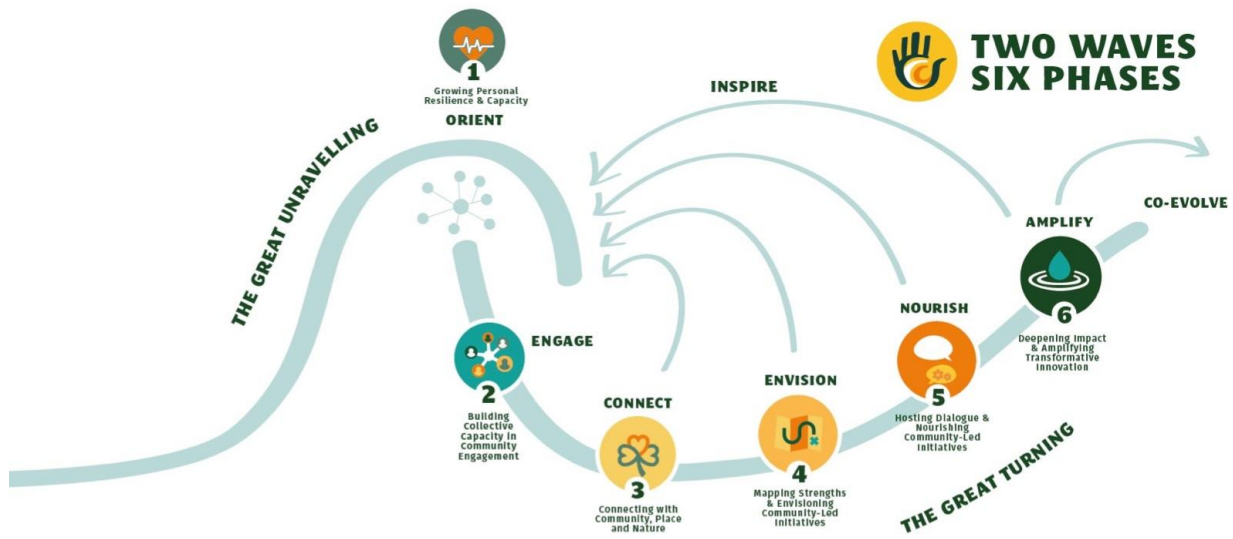 TWO WAVES
SIX PHASES
THE GREAT UNRAVELLING
1
Growing Personal
Resilience & Capacity
ORIENT
INSPIRE
ENGAGE
2
Building
Collective
Capacity in
Community
Engagement
CONNECT
3
Connecting with
Community, Place
and Nature
ENVISION
4
Mapping Strengths
& Envisioning
Community-Led
Initiatives
NOURISH
5
Hosting Dialogue &
Nourishing
Community-Led
Initiatives
AMPLIFY
6
Deepening Impact
& Amplifying
Transformative
Innovation
CO-EVOLVE
THE GREAT TURNING